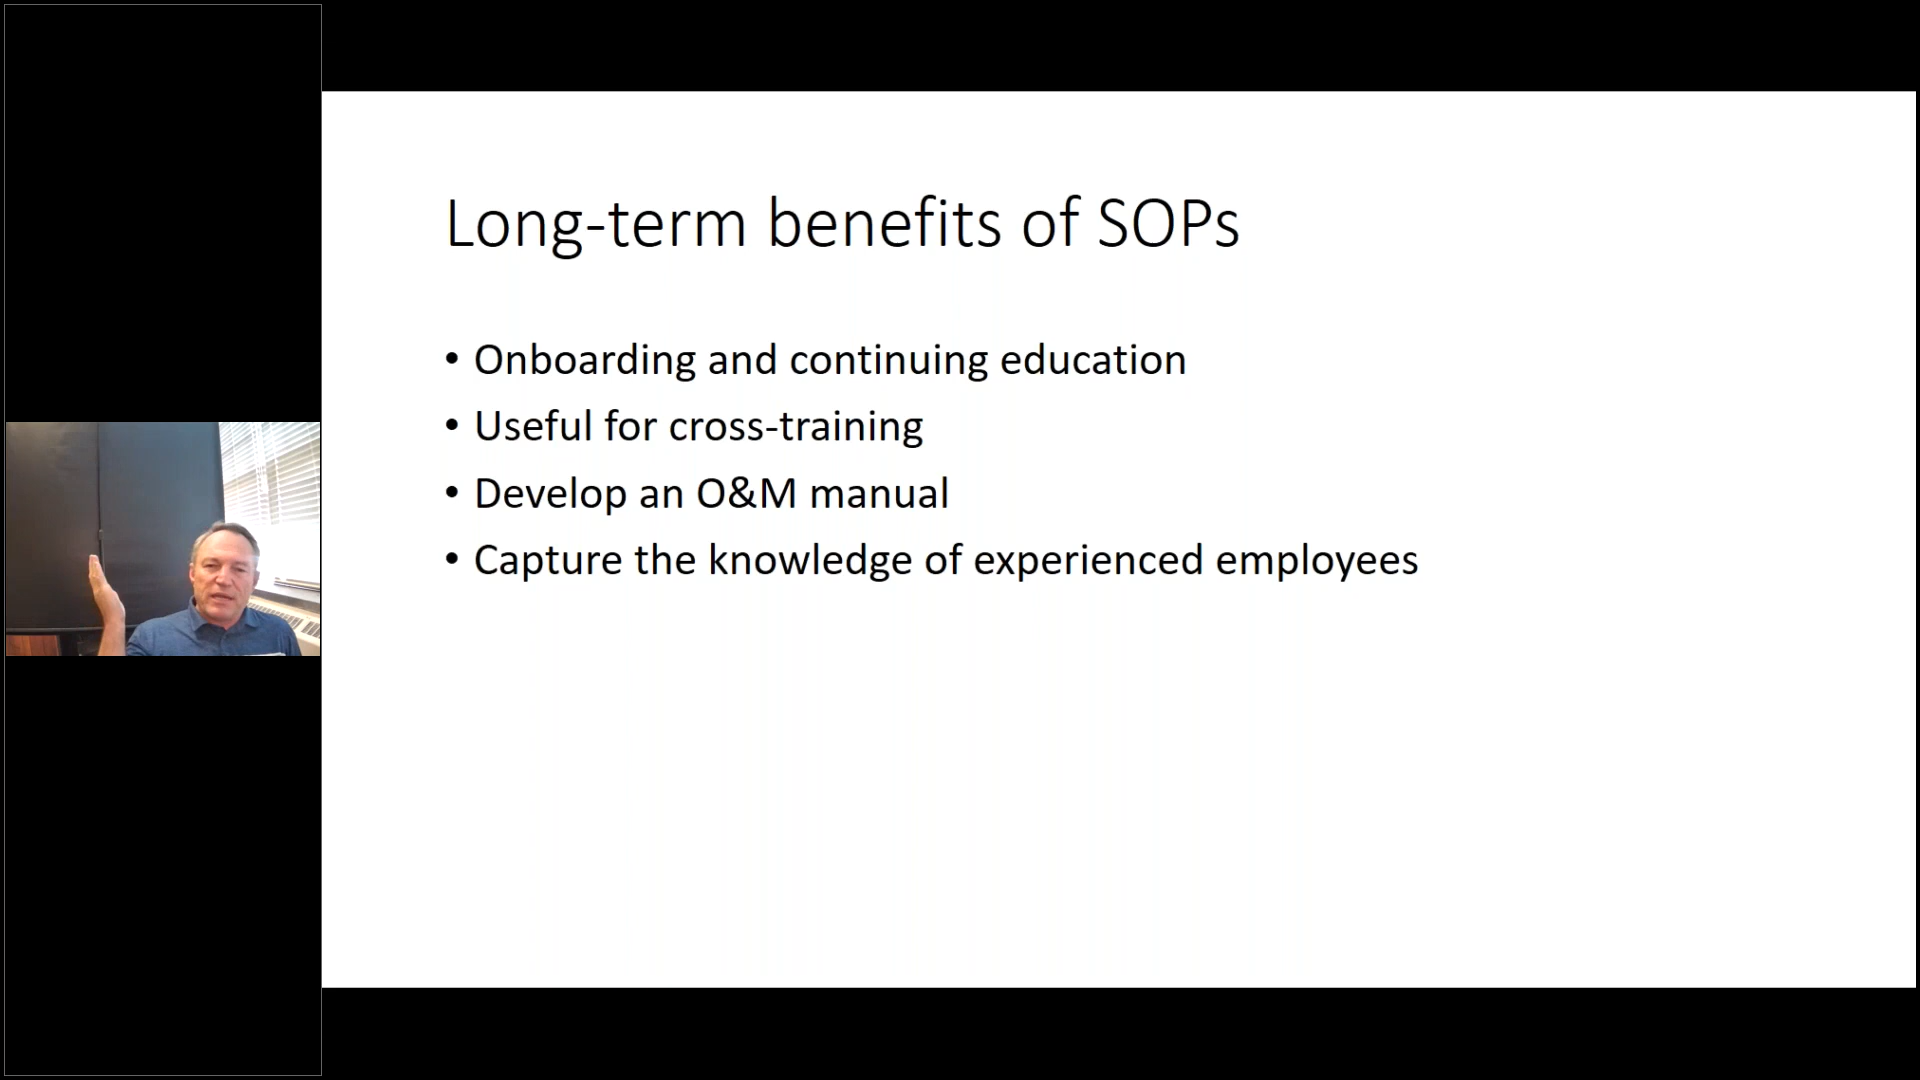 Long-term benefits of SOPs
• Onboarding and continuing education
• Useful for cross-training
• Develop an O&M manual
• Capture the knowledge of experienced employees